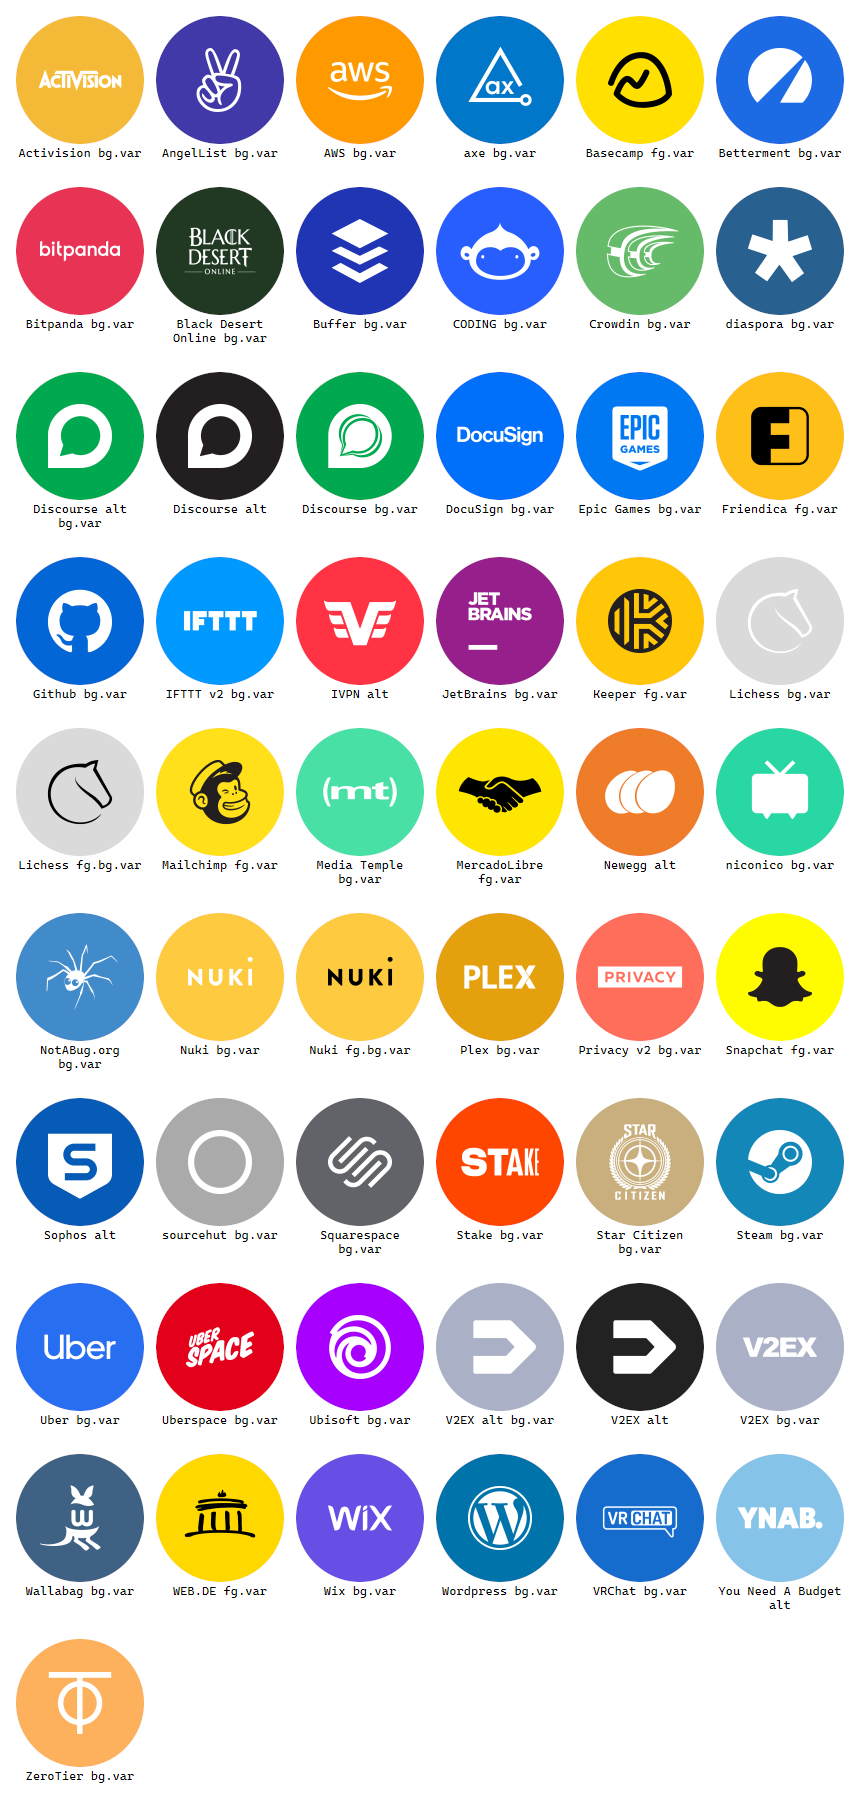 ACTIVISION
aws
ax
Activision bg.var AngelList bg.var AWS bg.var axe bg.var Basecamp fg.var Betterment bg.var
bitpanda
BLACK
DESERT
ONLINE
Bitpanda bg.var Black Desert Buffer bg.var CODING bg.var Crowdin bg.var diaspora bg.var
Online bg.var
DocuSign
EPIC
GAMES
F
Discourse alt Discourse alt Discourse bg.var DocuSign bg.var Epic Games bg.var Friendica fg.var
bg.var
IFTTT
V
JET
BRAINS
K
Github bg.var IFTTT v2 bg.var IVPN alt JetBrains bg.var Keeper fg.var Lichess bg.var
(mt)
Lichess fg.bg.var Mailchimp fg.var Media Temple MercadoLibre Newegg alt niconico bg.var
bg.var fg.var
NUKI
NUKI
PLEX
PRIVACY
NotABug.org Nuki bg.var Nuki fg.bg.var Plex bg.var Privacy v2 bg.var Snapchat fg.var
bg.var
S
STAKE
STAR
CITIZEN
Sophos alt sourcehut bg.var Squarespace Stake bg.var Star Citizen Steam bg.var
bg.var bg.var
Uber
UBER
SPACE
V2EX
Uber bg.var Uberspace bg.var Ubisoft bg.var V2EX alt bg.var V2EX alt V2EX bg.var
w
WiX
W
VRCHAT
YNAB.
Wallabag bg.var WEB.DE fg.var Wix bg.var Wordpress bg.var VRChat bg.var You Need A Budget
alt
ZeroTier bg.var